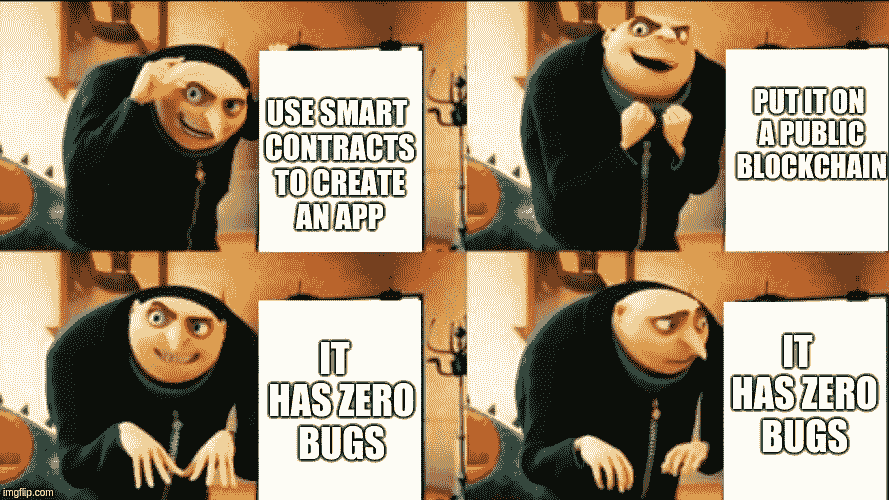 USE SMART
CONTRACTS
TO CREATE
AN APP
PUT IT ON
A PUBLIC
BLOCKCHAIN
IT
HAS ZERO
BUGS
IT
HAS ZERO
BUGS
imgflip.com